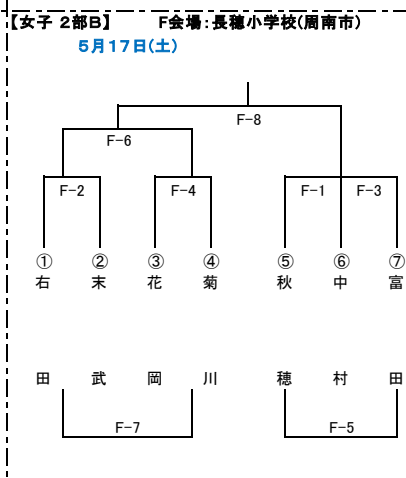 【女子 2部B】 F会場：長穂小学校(周南市)
5月17日(土)
F-8
F-6
F-2 F-4 F-1 F-3
① ② ③ ④ ⑤ ⑥ ⑦
右 末 花 菊 秋 中 富
田 武 岡 川 穂 村 田
F-7 F-5